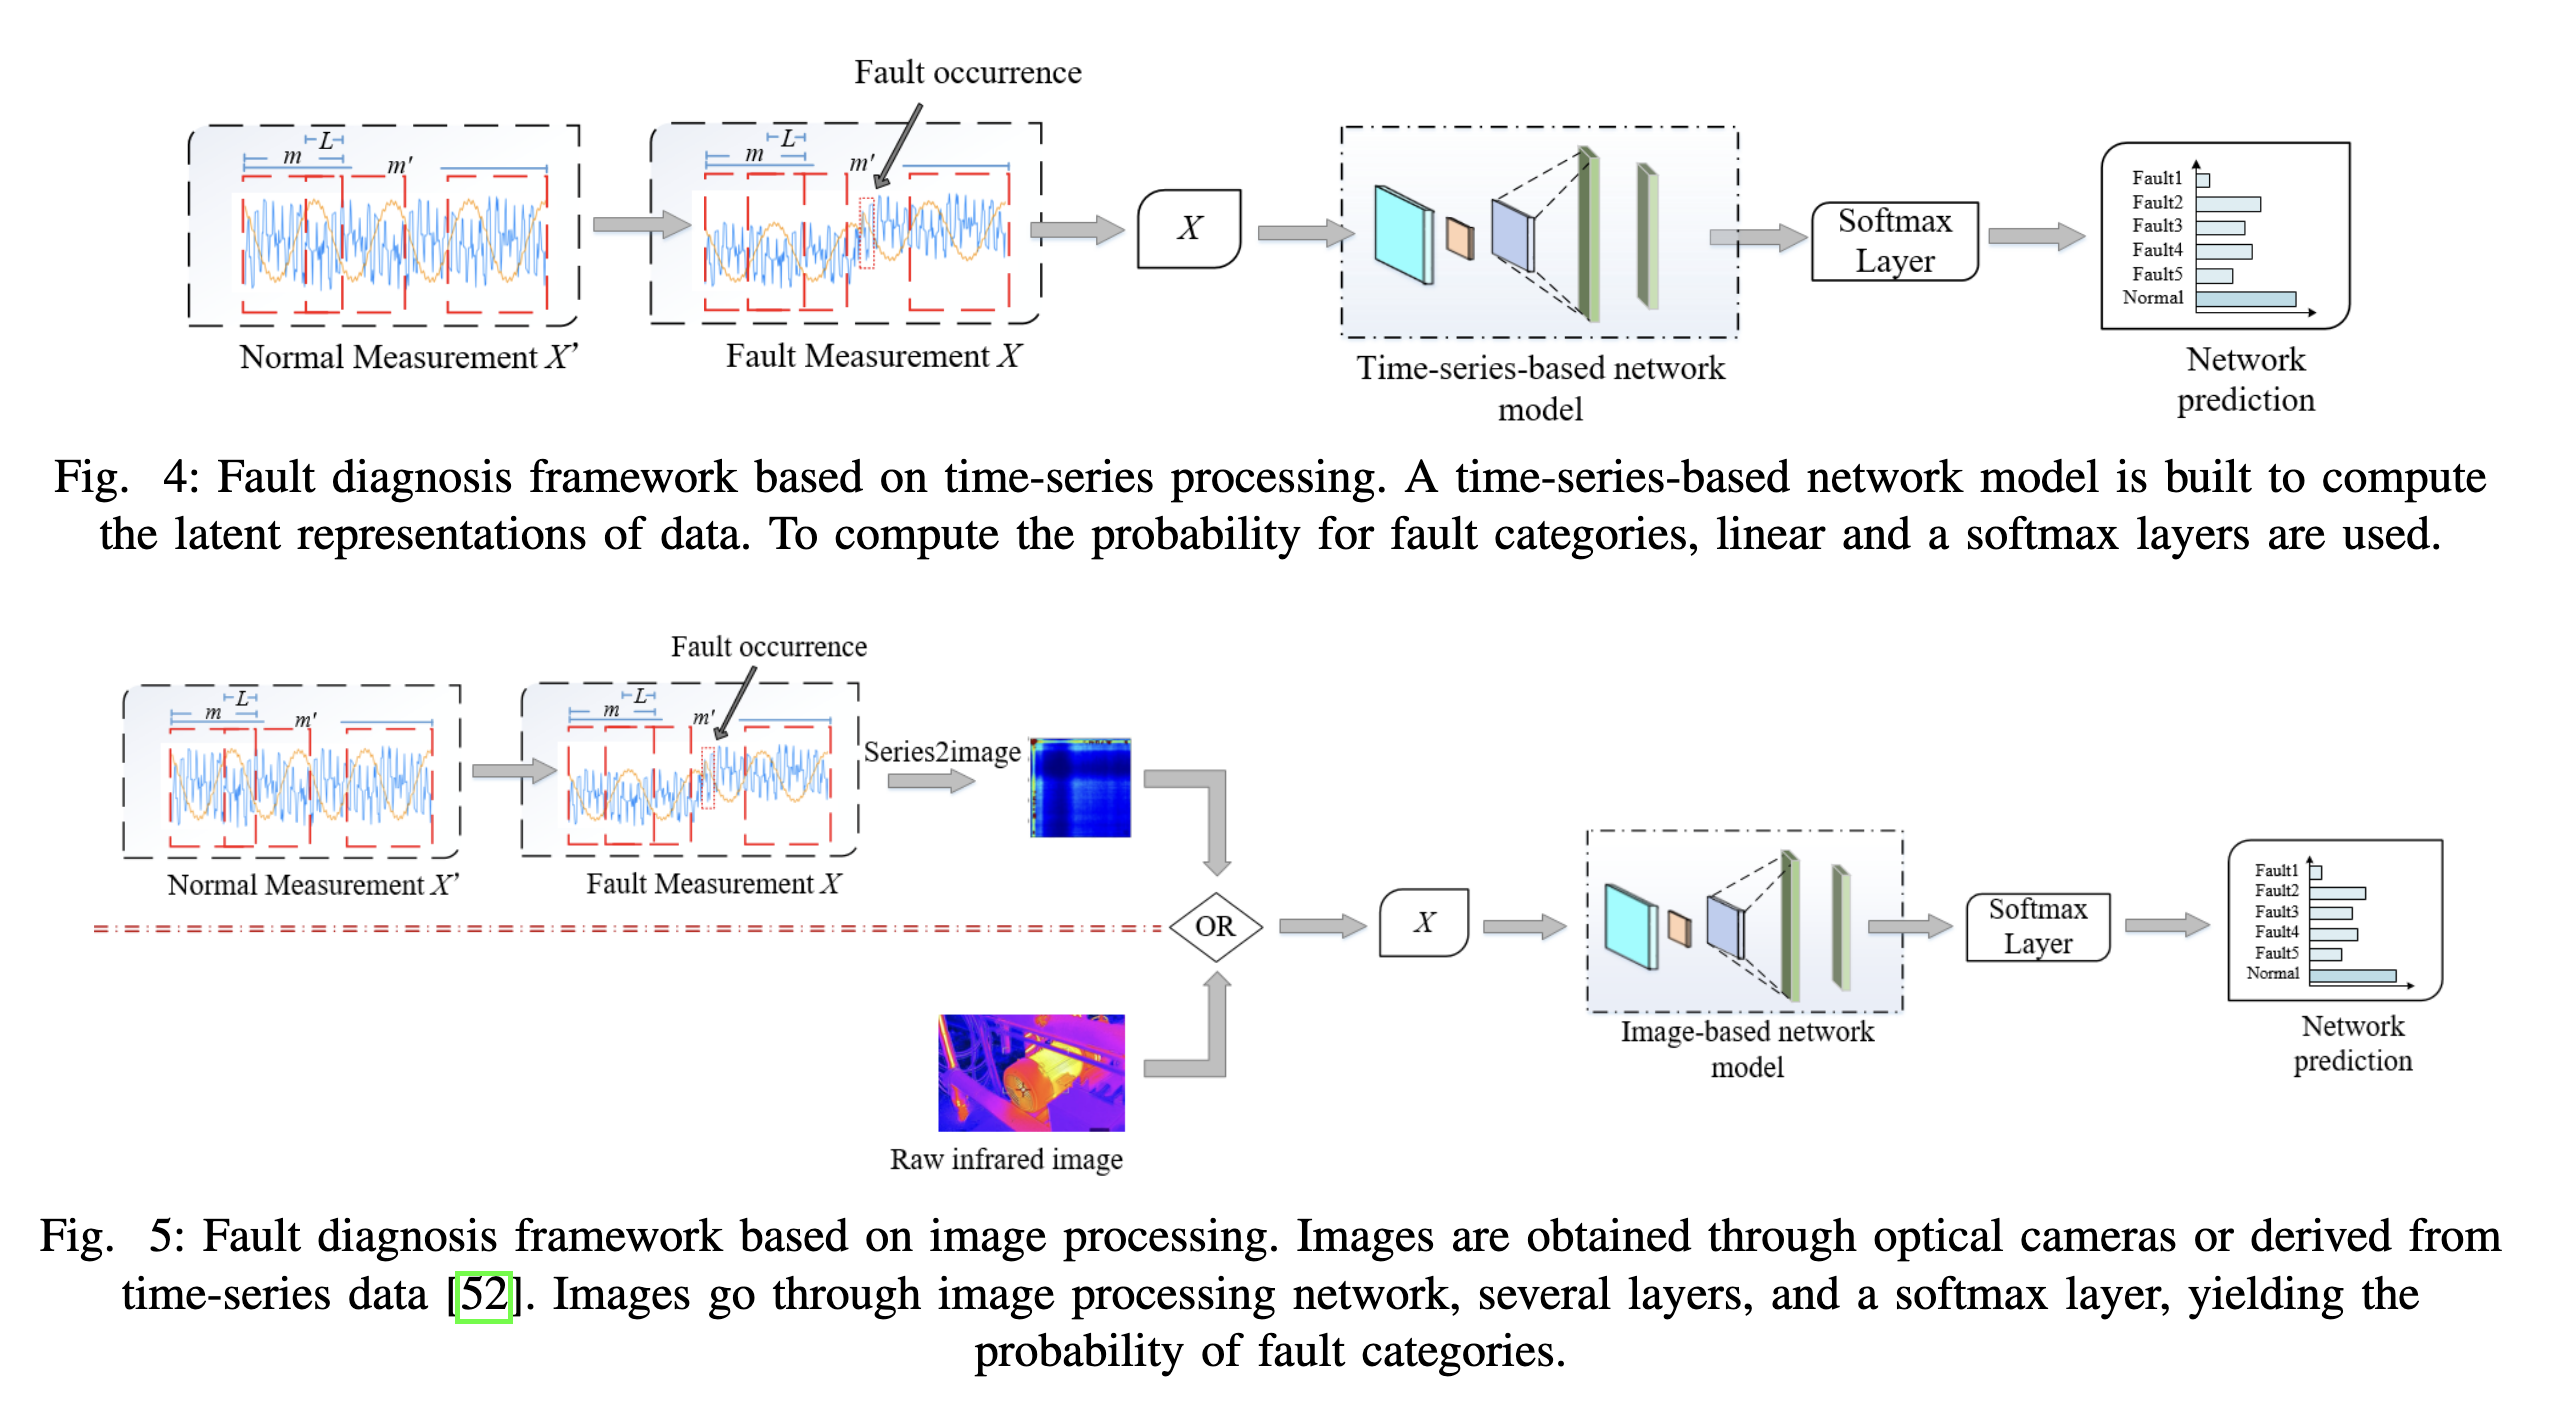 Fault occurrence
L
m
m'
L
m
m'
X
Softmax
Layer
Fault1
Fault2
Fault3
Fault4
Fault5
Normal
Normal Measurement X’
Fault Measurement X
Time-series-based network
model
Network
prediction
Fig. 4: Fault diagnosis framework based on time-series processing. A time-series-based network model is built to compute
the latent representations of data. To compute the probability for fault categories, linear and a softmax layers are used.
Fault occurrence
L
m
m'
L
m
m'
Series2image
Normal Measurement X’
Fault Measurement X
OR
X
Softmax
Layer
Fault1
Fault2
Fault3
Fault4
Fault5
Normal
Image-based network
model
Network
prediction
Raw infrared image
Fig. 5: Fault diagnosis framework based on image processing. Images are obtained through optical cameras or derived from
time-series data [52]. Images go through image processing network, several layers, and a softmax layer, yielding the
probability of fault categories.